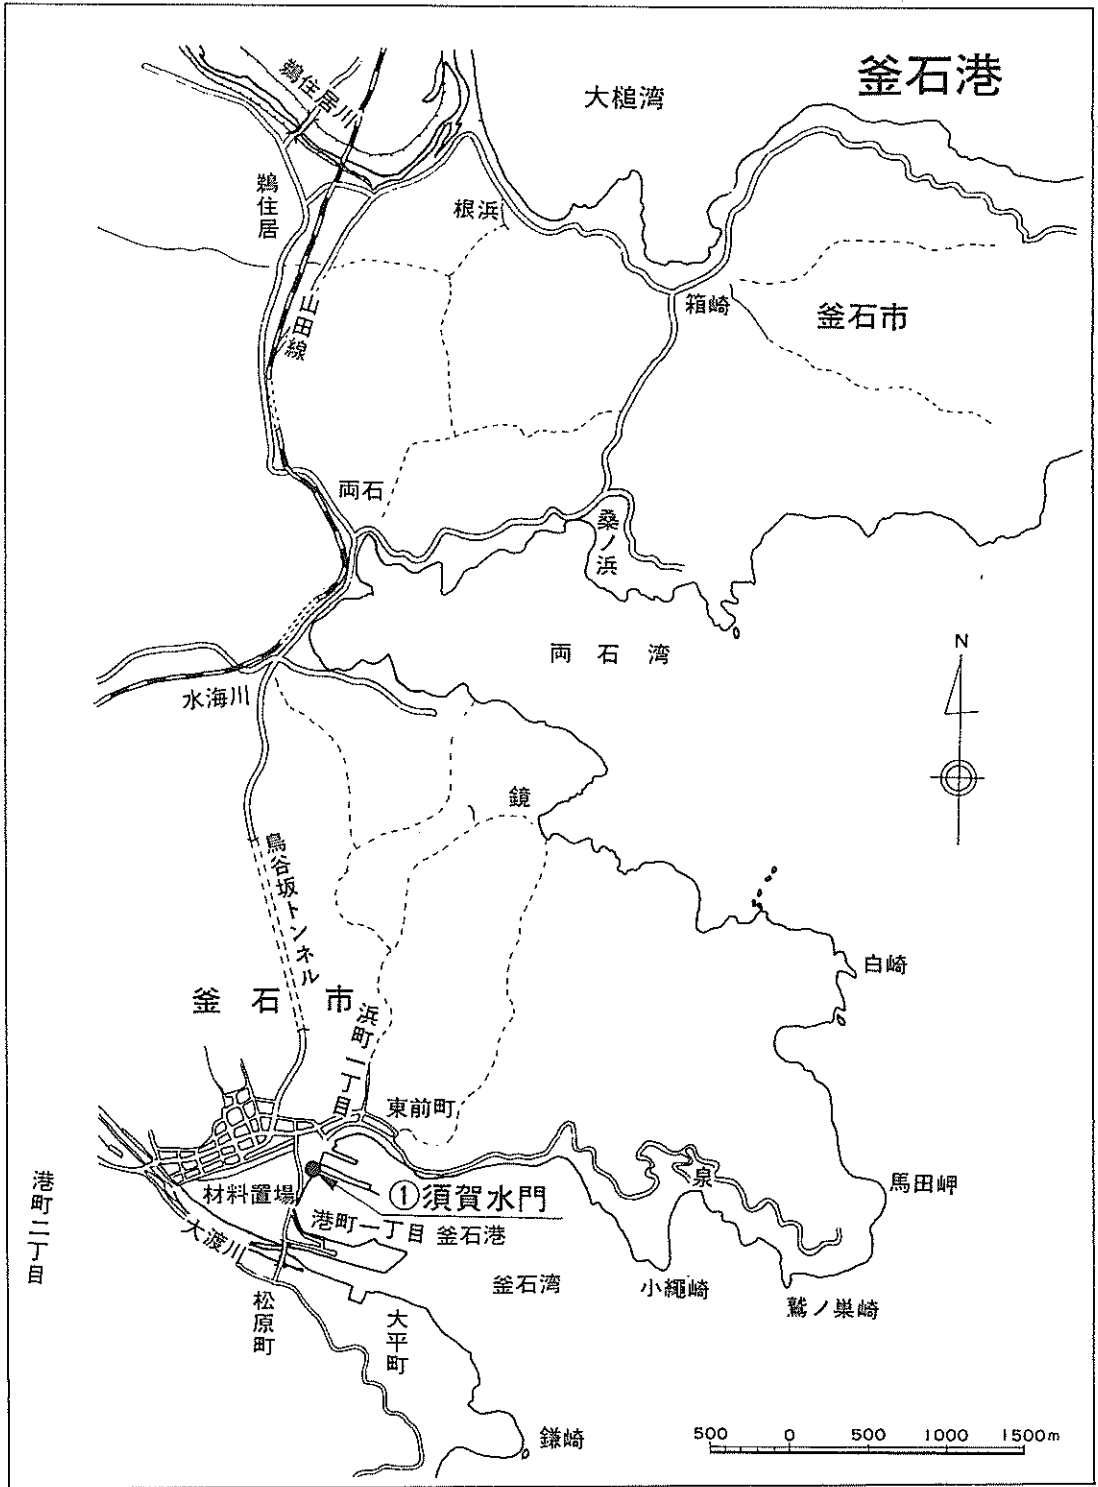 釜石港
大槌湾
鵜住居川
鵜住居
根浜
箱崎
釜石市
山田線
両石
桑ノ浜
両石湾
N
水海川
鏡
鳥谷坂トンネル
白崎
釜石市
浜町一丁目
東前町
泉
馬田岬
材料置場
①須賀水門
港町二丁目
港町一丁目
釜石港
大渡川
釜石湾
小繩崎
鷲ノ巣崎
松原町
大平町
鎌崎
500 0 500 1000 1500m